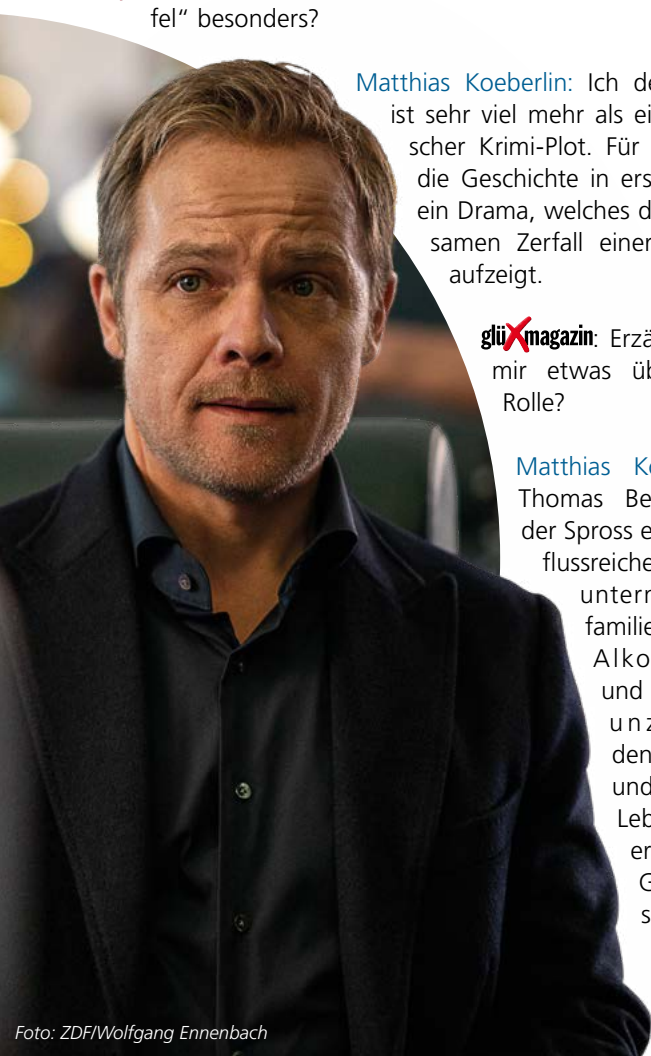 fel“ besonders?
Matthias Koeberlin: Ich de
ist sehr viel mehr als ei
scher Krimi-Plot. Für
die Geschichte in ers
ein Drama, welches d
samen Zerfall einer
aufzeigt.
glüXmagazin: Erzä
mir etwas üb
Rolle?
Matthias Ko
Thomas Be
der Spross e
flussreiche
untern
familie
Alko
und
unz
den
und
Leb
er
G
s
Foto: ZDF/Wolfgang Ennenbach